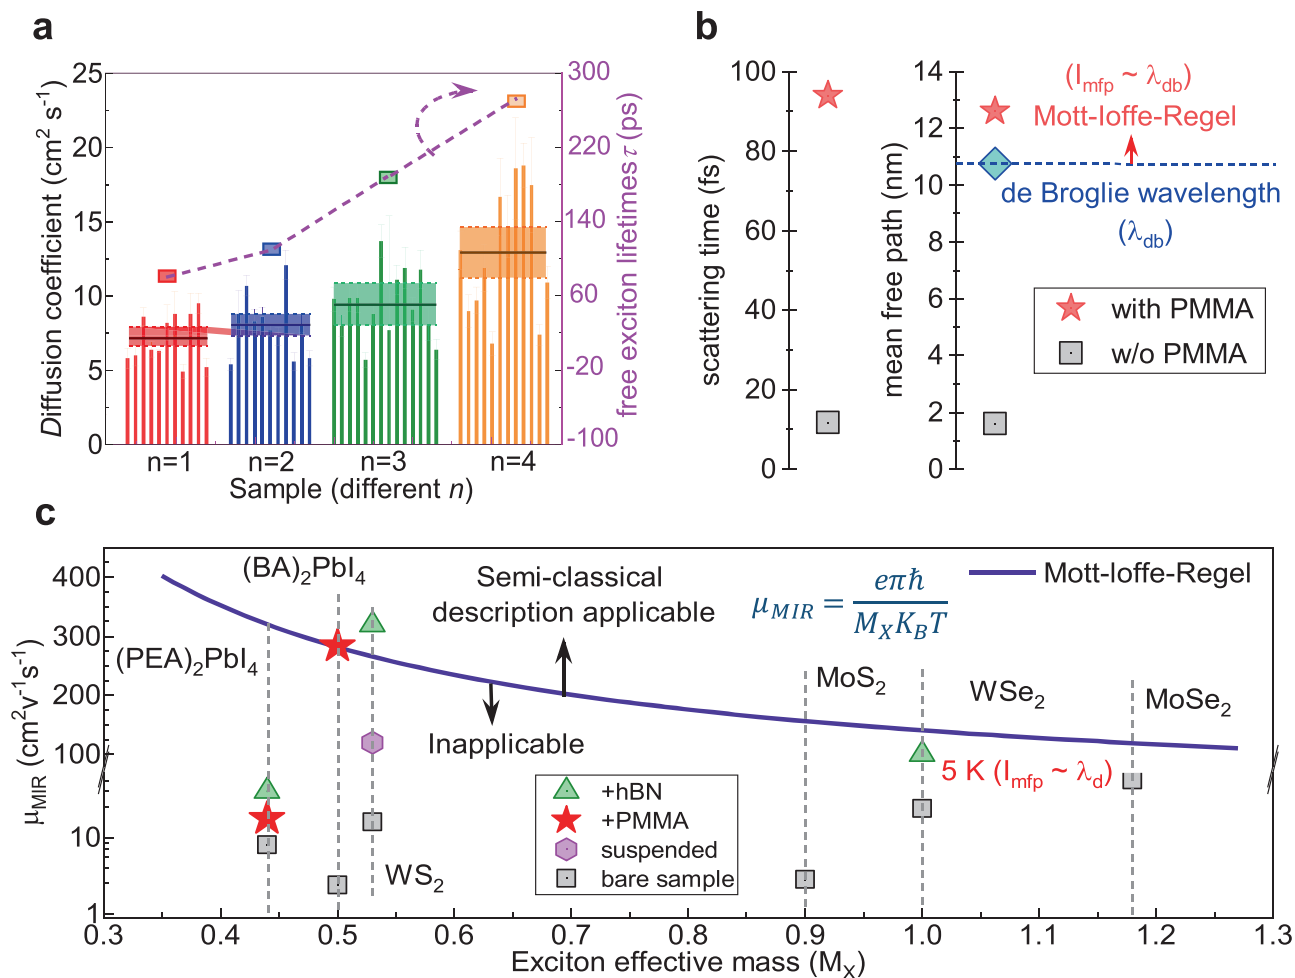 a
Diffusion coefficient (cm² s⁻¹)
25
20
15
10
5
0
300
220
140
60
-20
-100
free exciton lifetimes τ (ps)
n=1 n=2 n=3 n=4
Sample (different n)
b
scattering time (fs)
100
80
60
40
20
0
mean free path (nm)
14
12
10
8
6
4
2
0
(l_mfp ~ λ_db)
Mott-Ioffe-Regel
de Broglie wavelength
(λ_db)
with PMMA
w/o PMMA
c
μ_MIR (cm²v⁻¹s⁻¹)
400
300
200
100
10
1
(PEA)₂PbI₄
(BA)₂PbI₄
Semi-classical
description applicable
Inapplicable
μ_MIR = eπℏ / M_X K_B T
Mott-Ioffe-Regel
WS₂
MoS₂
WSe₂
MoSe₂
5 K (l_mfp ~ λ_d)
+hBN
+PMMA
suspended
bare sample
0.3 0.4 0.5 0.6 0.7 0.8 0.9 1.0 1.1 1.2 1.3
Exciton effective mass (M_X)